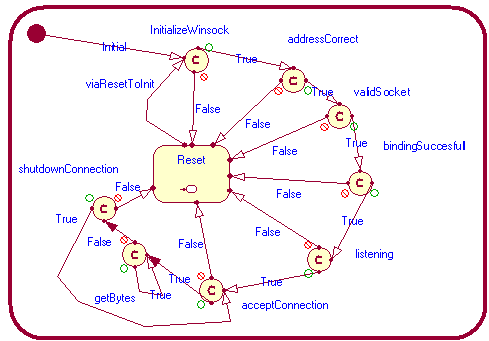 InitializeWinsock
addressCorrect
Initial
True
viaResetToInit
True
validSocket
False
False
False
True
bindingSuccesful
Reset
shutdownConnection
False
False
True
True
False
False
False
listening
True
True
getBytes
True
acceptConnection